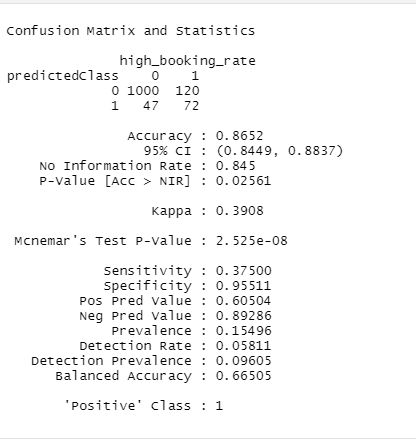 Confusion Matrix and Statistics
high_booking_rate
predictedClass 0 1
0 1000 120
1 47 72
Accuracy : 0.8652
95% CI : (0.8449, 0.8837)
No Information Rate : 0.845
P-Value [Acc > NIR] : 0.02561
Kappa : 0.3908
Mcnemar's Test P-Value : 2.525e-08
Sensitivity : 0.37500
Specificity : 0.95511
Pos Pred Value : 0.60504
Neg Pred Value : 0.89286
Prevalence : 0.15496
Detection Rate : 0.05811
Detection Prevalence : 0.09605
Balanced Accuracy : 0.66505
'Positive' Class : 1